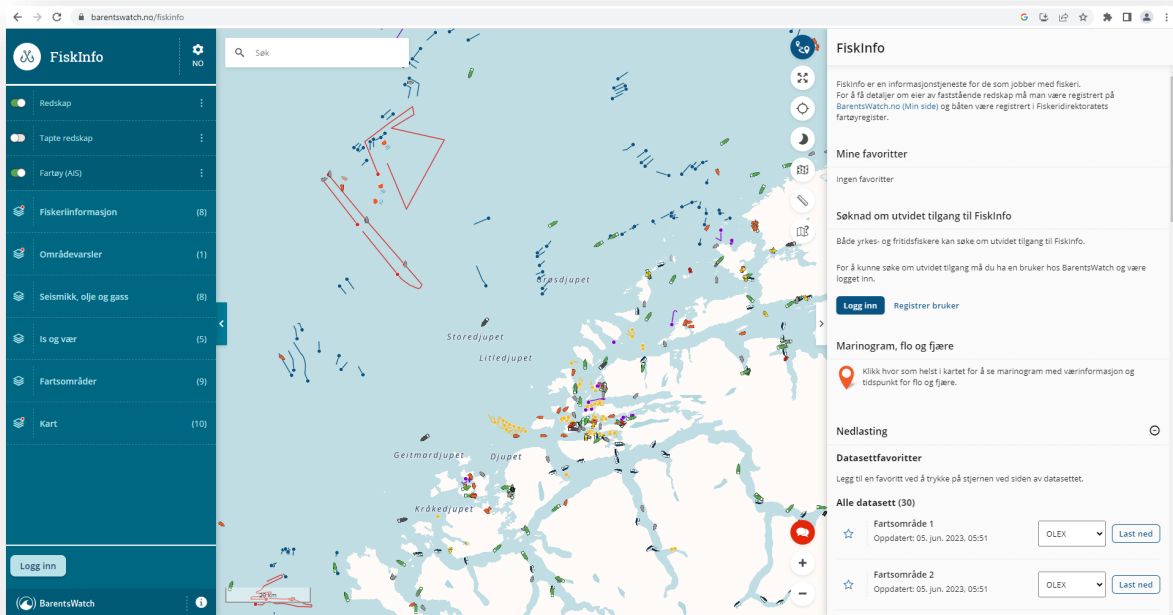 barentswatch.no/fiskinfo
FiskInfo
NO
Redskap
Tapte redskap
Fartøy (AIS)
Fiskeriinformasjon (8)
Områdevarsler (1)
Seismikk, olje og gass (8)
Is og vær (5)
Fartsområder (9)
Kart (10)
Logg inn
BarentsWatch
Søk
Grøsdjupet
Storedjupet
Litledjupet
Geitmardjupet
Djupet
Kråkedjupet
20 km
FiskInfo
FiskInfo er en informasjonstjeneste for de som jobber med fiskeri.
For å få detaljer om eier av faststående redskap må man være registrert på
BarentsWatch.no (Min side) og båten være registrert i Fiskeridirektoratets
fartøyregister.
Mine favoritter
Ingen favoritter
Søknad om utvidet tilgang til FiskInfo
Både yrkes- og fritidsfiskere kan søke om utvidet tilgang til FiskInfo.
For å kunne søke om utvidet tilgang må du ha en bruker hos BarentsWatch og være
logget inn.
Logg inn Registrer bruker
Marinogram, flo og fjære
Klikk hvor som helst i kartet for å se marinogram med værinformasjon og
tidspunkt for flo og fjære.
Nedlasting
Datasettfavoritter
Legg til en favoritt ved å trykke på stjernen ved siden av datasettet.
Alle datasett (30)
Fartsområde 1
Oppdatert: 05. jun. 2023, 05:51
OLEX Last ned
Fartsområde 2
Oppdatert: 05. jun. 2023, 05:51
OLEX Last ned